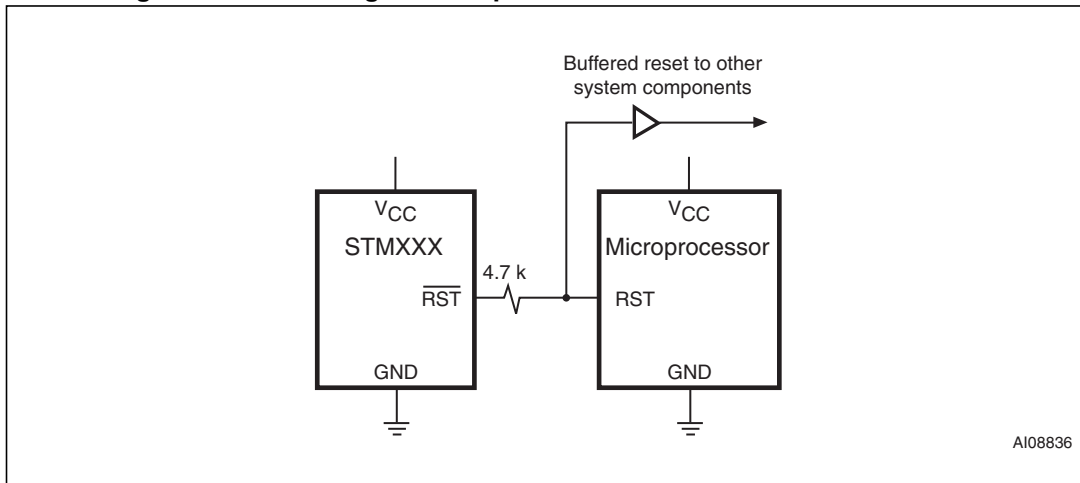 Buffered reset to other
system components
VCC
STMXXX
RST
GND
4.7 k
VCC
Microprocessor
RST
GND
AI08836